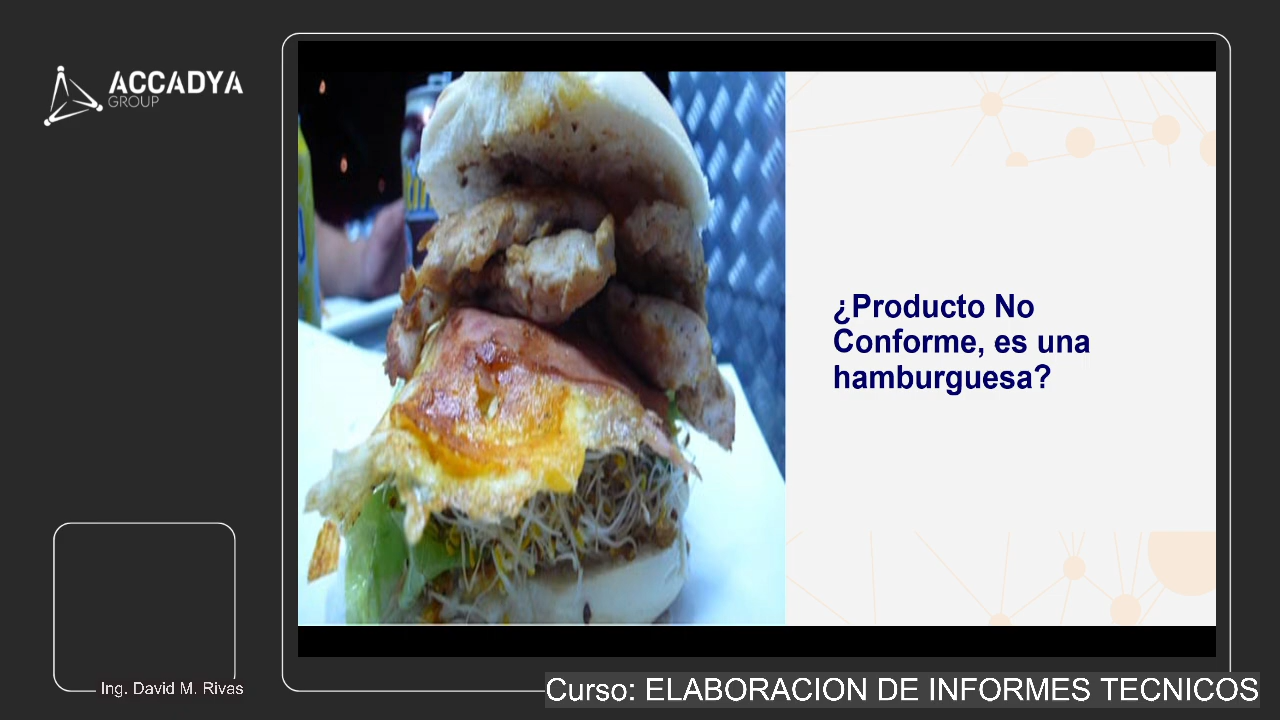 ACCADYA
GROUP
¿Producto No
Conforme, es una
hamburguesa?
Ing. David M. Rivas
Curso: ELABORACION DE INFORMES TECNICOS